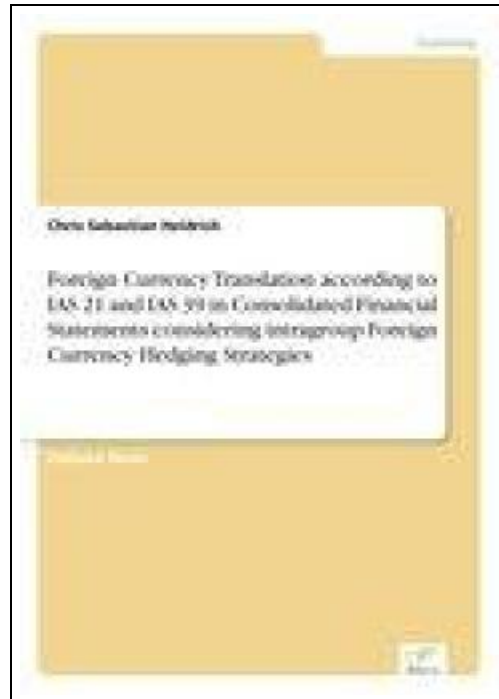 Chris Sebastian Heidrich
Foreign Currency Translation according to
IAS 21 and IAS 39 in Consolidated Financial
Statements considering intragroup Foreign
Currency Hedging Strategies